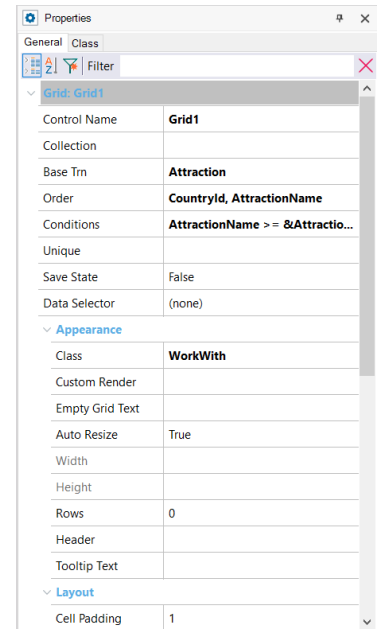 Properties
General Class
Filter
Grid: Grid1
Control Name Grid1
Collection
Base Trn Attraction
Order CountryId, AttractionName
Conditions AttractionName >= &Attractio...
Unique
Save State False
Data Selector (none)
Appearance
Class WorkWith
Custom Render
Empty Grid Text
Auto Resize True
Width
Height
Rows 0
Header
Tooltip Text
Layout
Cell Padding 1